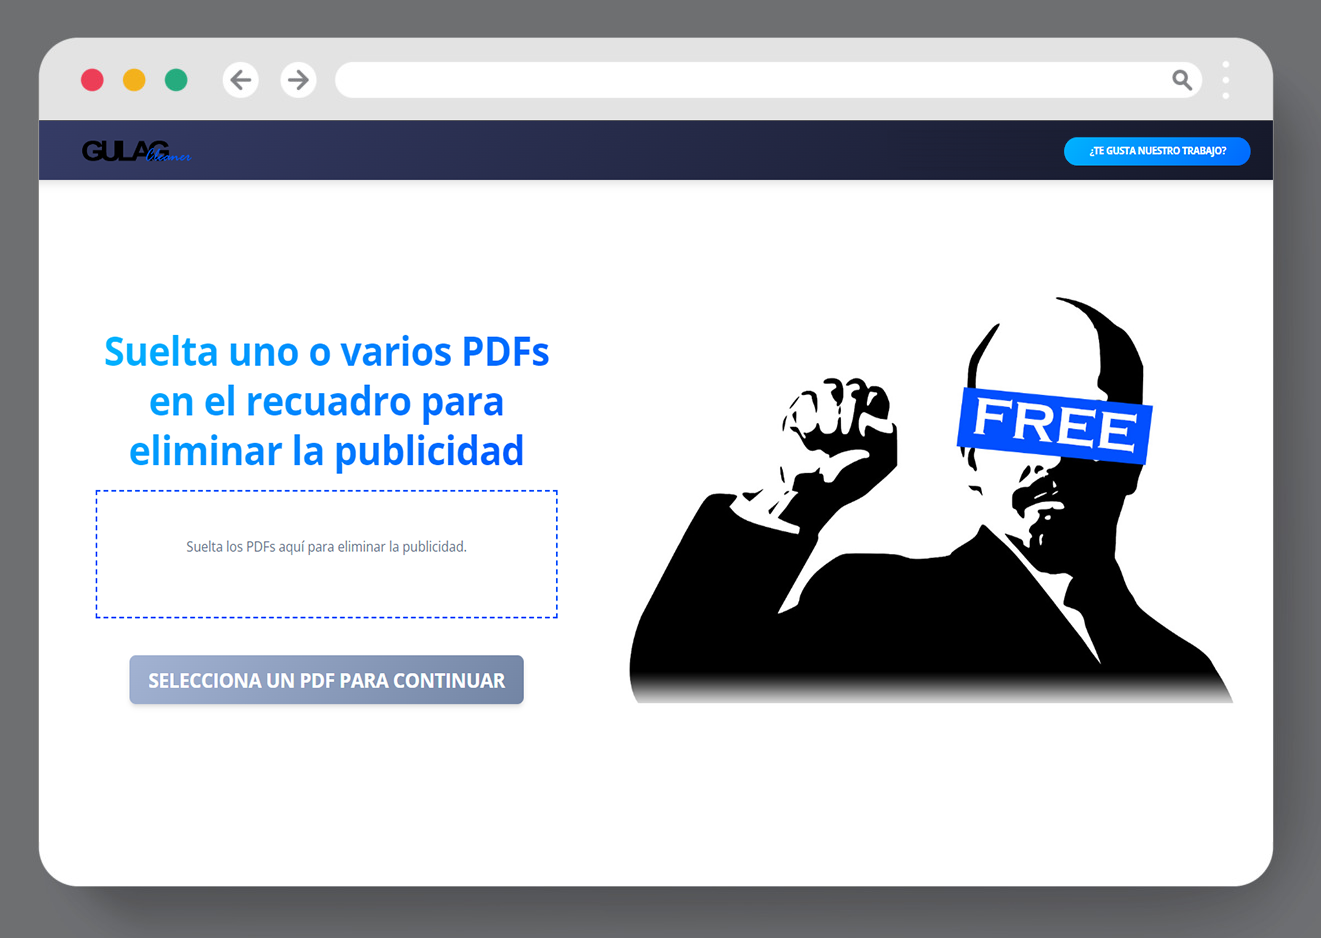 GULAG
Cleaner
¿TE GUSTA NUESTRO TRABAJO?
Suelta uno o varios PDFs
en el recuadro para
eliminar la publicidad
Suelta los PDFs aquí para eliminar la publicidad.
SELECCIONA UN PDF PARA CONTINUAR
FREE